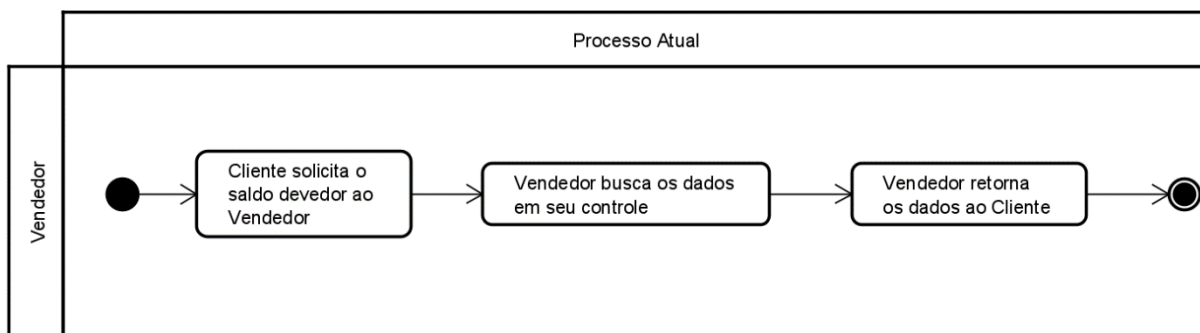 Processo Atual
Vendedor
Cliente solicita o
saldo devedor ao
Vendedor
Vendedor busca os dados
em seu controle
Vendedor retorna
os dados ao Cliente